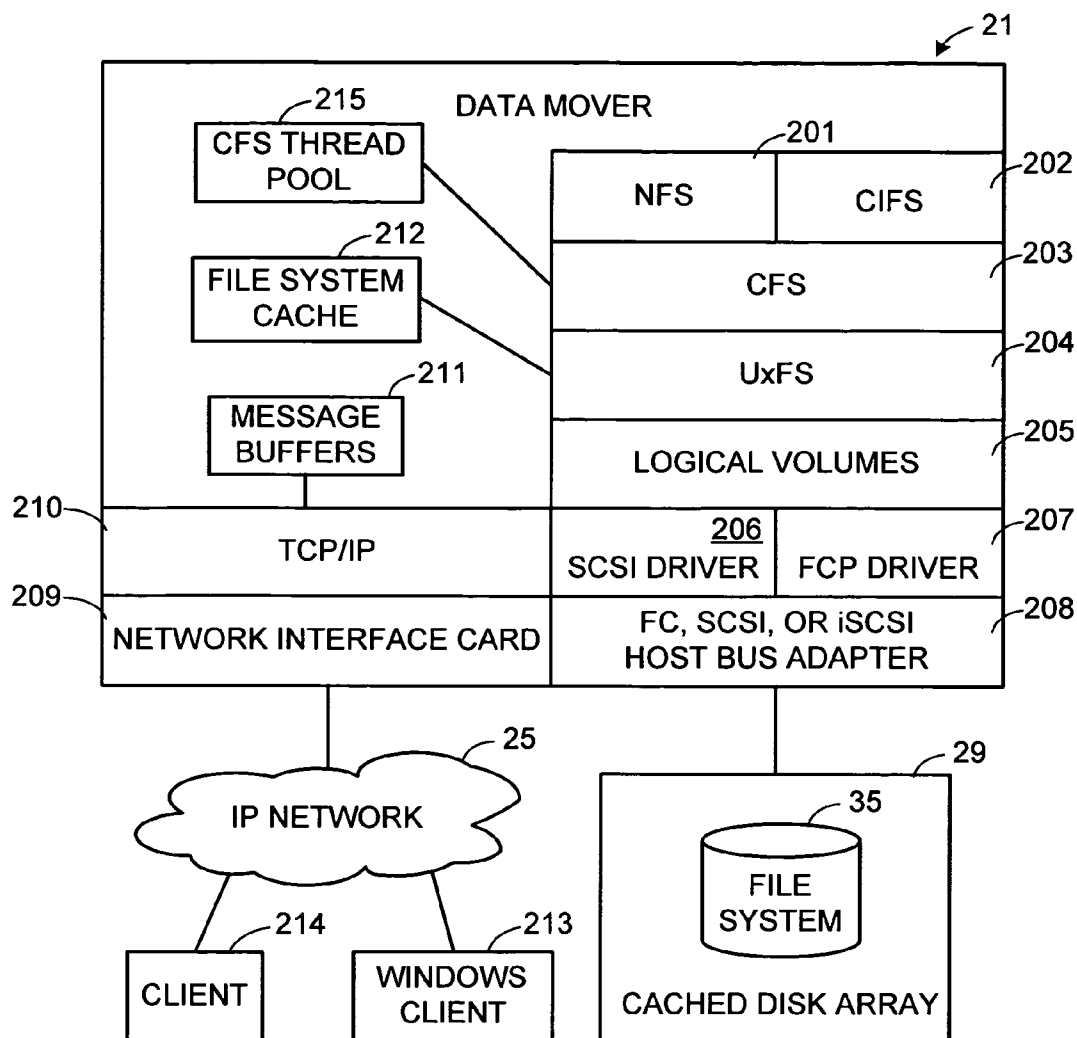 21
DATA MOVER
215
CFS THREAD
POOL
201
202
NFS
CIFS
212
FILE SYSTEM
CACHE
203
CFS
204
UxFS
211
MESSAGE
BUFFERS
205
LOGICAL VOLUMES
210
TCP/IP
206
SCSI DRIVER
207
FCP DRIVER
209
NETWORK INTERFACE CARD
208
FC, SCSI, OR iSCSI
HOST BUS ADAPTER
25
IP NETWORK
29
35
FILE
SYSTEM
CACHED DISK ARRAY
214
CLIENT
213
WINDOWS
CLIENT